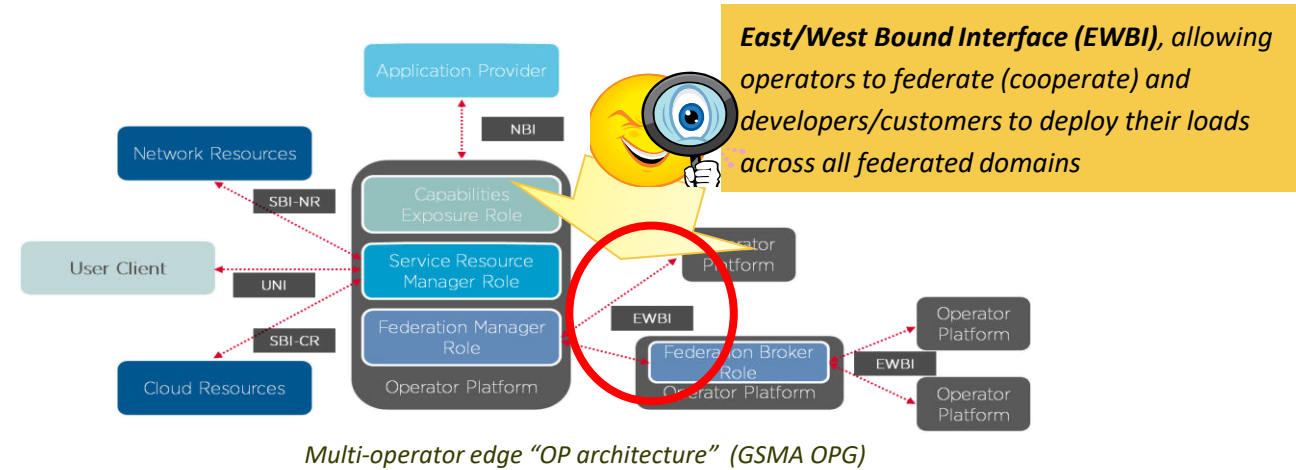 East/West Bound Interface (EWBI), allowing
operators to federate (cooperate) and
developers/customers to deploy their loads
across all federated domains
Application Provider
NBI
Network Resources
SBI-NR
Capabilities
Exposure Role
User Client
UNI
Service Resource
Manager Role
Platform
SBI-CR
Federation Manager
Role
EWBI
Cloud Resources
Operator Platform
Federation Broker
Role
Operator Platform
EWBI
Operator
Platform
Operator
Platform
Multi-operator edge “OP architecture” (GSMA OPG)